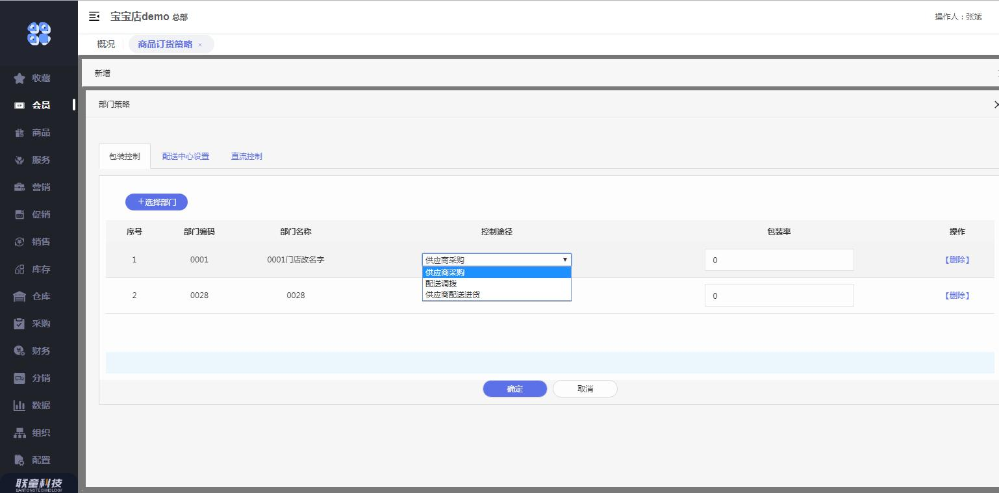 宝宝店demo 总部
操作人：张斌
概况
商品订货策略 ×
收藏
会员
商品
服务
营销
促销
销售
库存
仓库
采购
财务
分销
数据
组织
配置
联童科技
LIANTONGTECHNOLOGY
新增
部门策略
包装控制 配送中心设置 直流控制
+选择部门
序号 部门编码 部门名称 控制途径 包装率 操作
1 0001 0001门店改名字 供应商采购 0 【删除】
供应商采购
配送调拨
供应商配送进货
2 0028 0028 0 【删除】
确定 取消